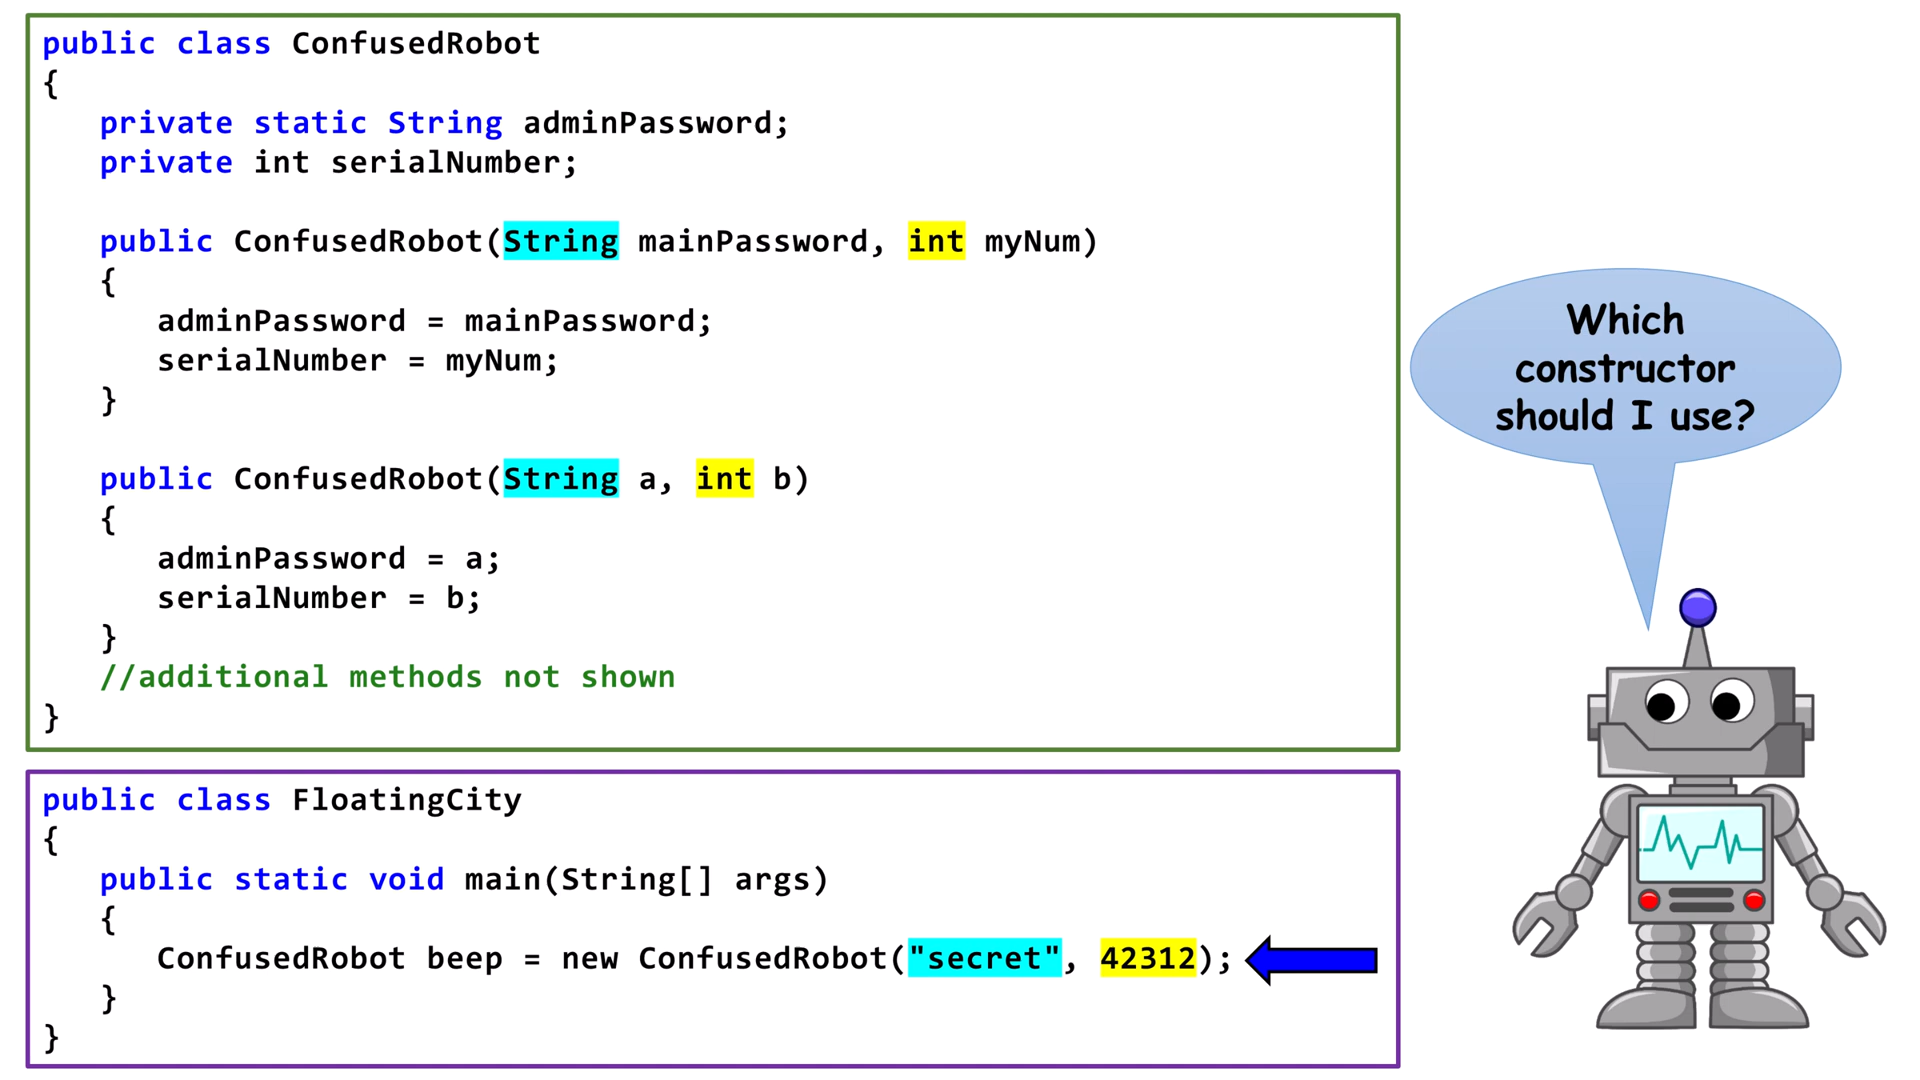 public class ConfusedRobot
{
   private static String adminPassword;
   private int serialNumber;

   public ConfusedRobot(String mainPassword, int myNum)
   {
      adminPassword = mainPassword;
      serialNumber = myNum;
   }

   public ConfusedRobot(String a, int b)
   {
      adminPassword = a;
      serialNumber = b;
   }
   //additional methods not shown
}
Which
constructor
should I use?
public class FloatingCity
{
   public static void main(String[] args)
   {
      ConfusedRobot beep = new ConfusedRobot("secret", 42312);
   }
}